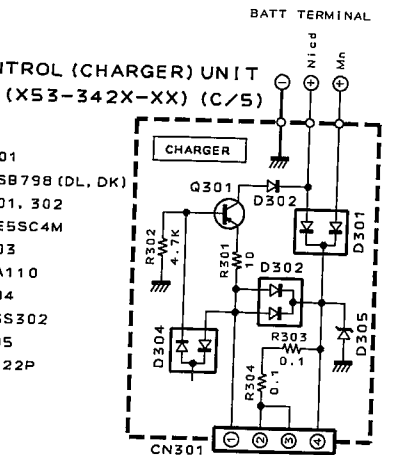 BATT TERMINAL
NTROL (CHARGER) UNIT
(X53-342X-XX) (C/5)
⊖
⊕ Nicd
⊕ Mn
CHARGER
01
SB798 (DL, DK)
01, 302
E5SC4M
03
A110
04
SS302
05
22P
Q301
D302
D301
R302
4.7K
R301
10
D302
D304
R303
0.1
R304
0.1
D305
CN301
1
2
3
4